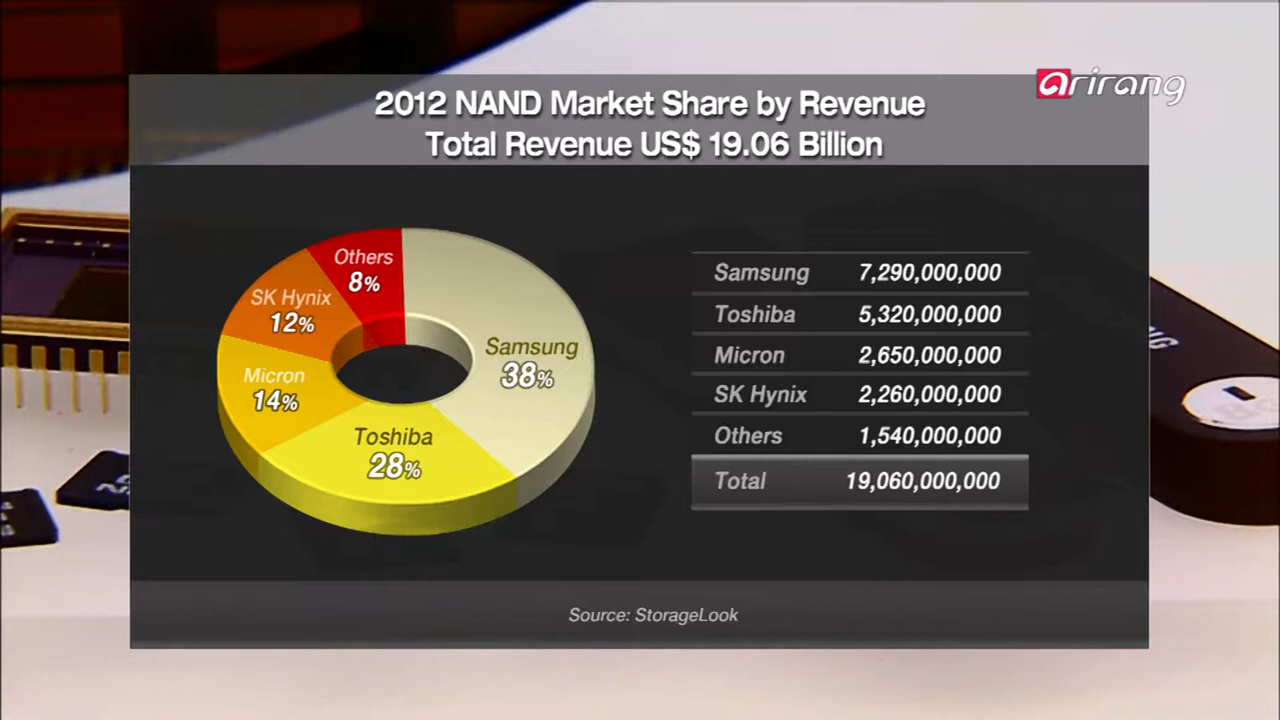 arirang
2012 NAND Market Share by Revenue
Total Revenue US$ 19.06 Billion
Others
8%
SK Hynix
12%
Samsung
38%
Micron
14%
Toshiba
28%
Samsung 7,290,000,000
Toshiba 5,320,000,000
Micron 2,650,000,000
SK Hynix 2,260,000,000
Others 1,540,000,000
Total 19,060,000,000
Source: StorageLook